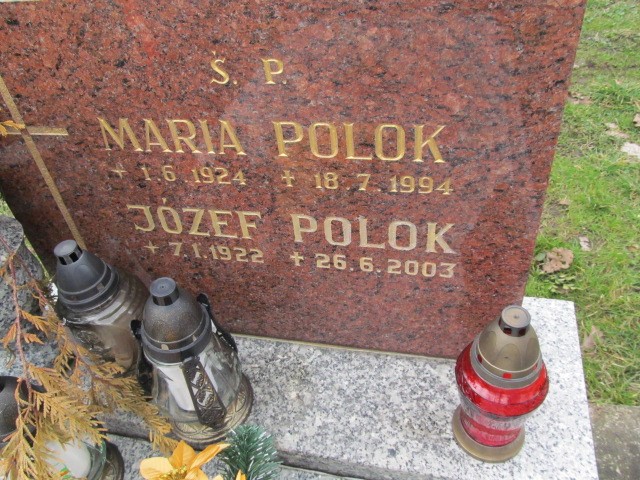 Ś. P.
MARIA POLOK
+ 1.6.1924 + 18.7.1994
JÓZEF POLOK
+ 7.1.1922 + 26.6.2003